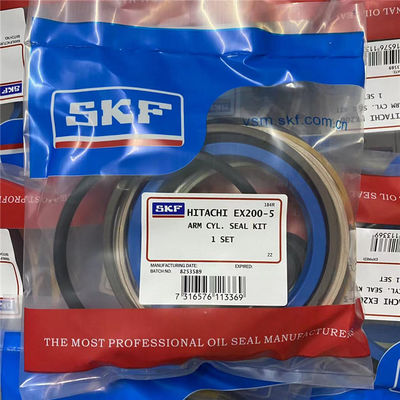 SKF
vsm.skf.com.cn
184R
SKF HITACHI EX200-5
ARM CYL. SEAL KIT
1 SET
22
MANUFACTURING DATE: EXPIRED:
BATCH NO: 8253589
7 316576 113369
THE MOST PROFESSIONAL OIL SEAL MANUFACTURERS